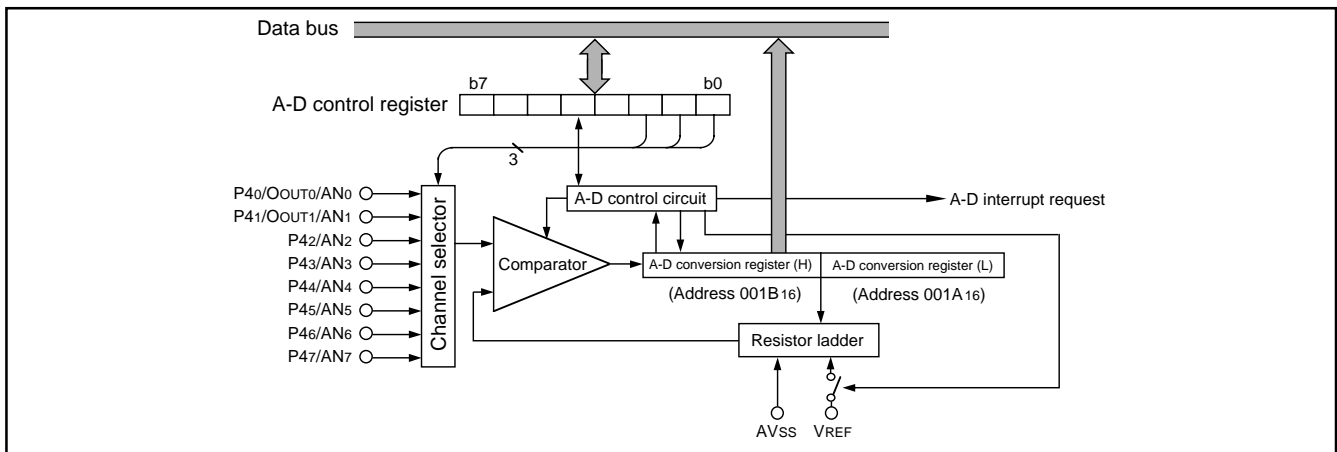 Data bus
b7 b0
A-D control register
3
P40/OOUT0/AN0
P41/OOUT1/AN1
P42/AN2
P43/AN3
P44/AN4
P45/AN5
P46/AN6
P47/AN7
Channel selector
A-D control circuit
A-D interrupt request
Comparator
A-D conversion register (H) A-D conversion register (L)
(Address 001B16) (Address 001A16)
Resistor ladder
AVSS VREF